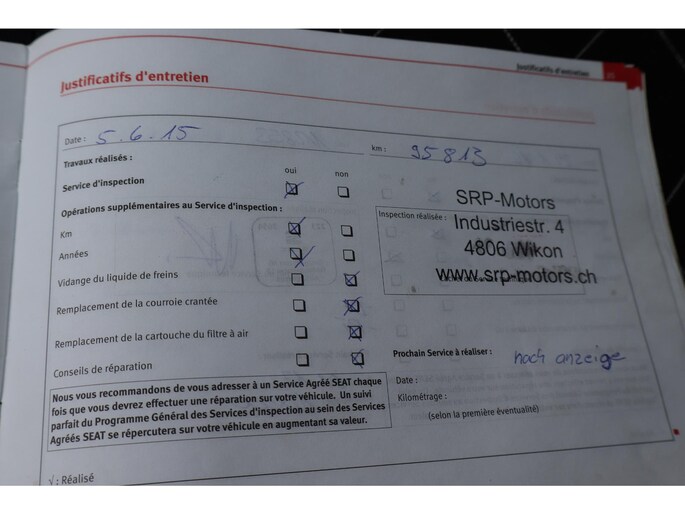 Justificatifs d'entretien
Justificatifs d'entretien
Date : 5.6.15
km : 95813
Travaux réalisés :
oui non
Service d'inspection
Opérations supplémentaires au Service d'inspection :
Km
Années
Vidange du liquide de freins
Remplacement de la courroie crantée
Remplacement de la cartouche du filtre à air
Conseils de réparation
SRP-Motors
Inspection réalisée :
Industriestr. 4
4806 Wikon
www.srp-motors.ch
Prochain Service à réaliser : noch anzeige
Date :
Kilométrage :
(selon la première éventualité)
Nous vous recommandons de vous adresser à un Service Agréé SEAT chaque
fois que vous devrez effectuer une réparation sur votre véhicule. Un suivi
parfait du Programme Général des Services d'inspection au sein des Services
Agréés SEAT se répercutera sur votre véhicule en augmentant sa valeur.
√ : Réalisé